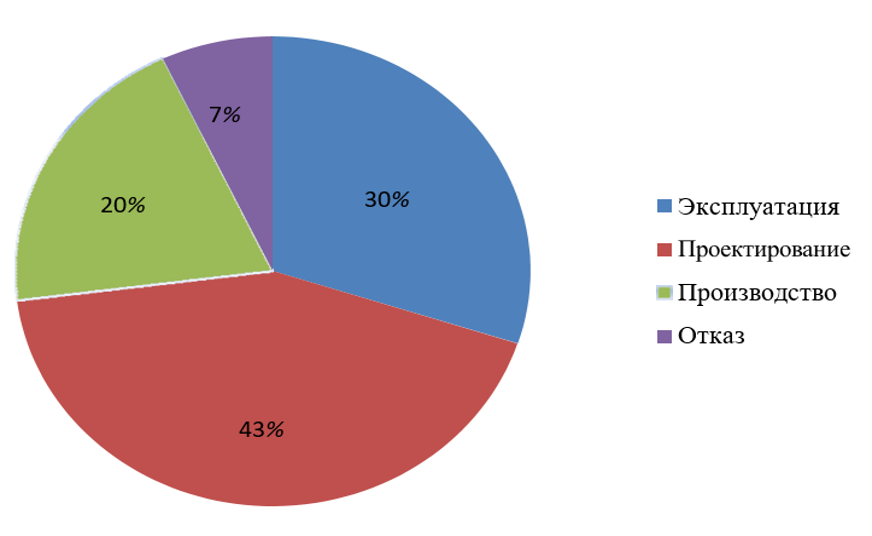 7%
30%
20%
43%
Эксплуатация
Проектирование
Производство
Отказ